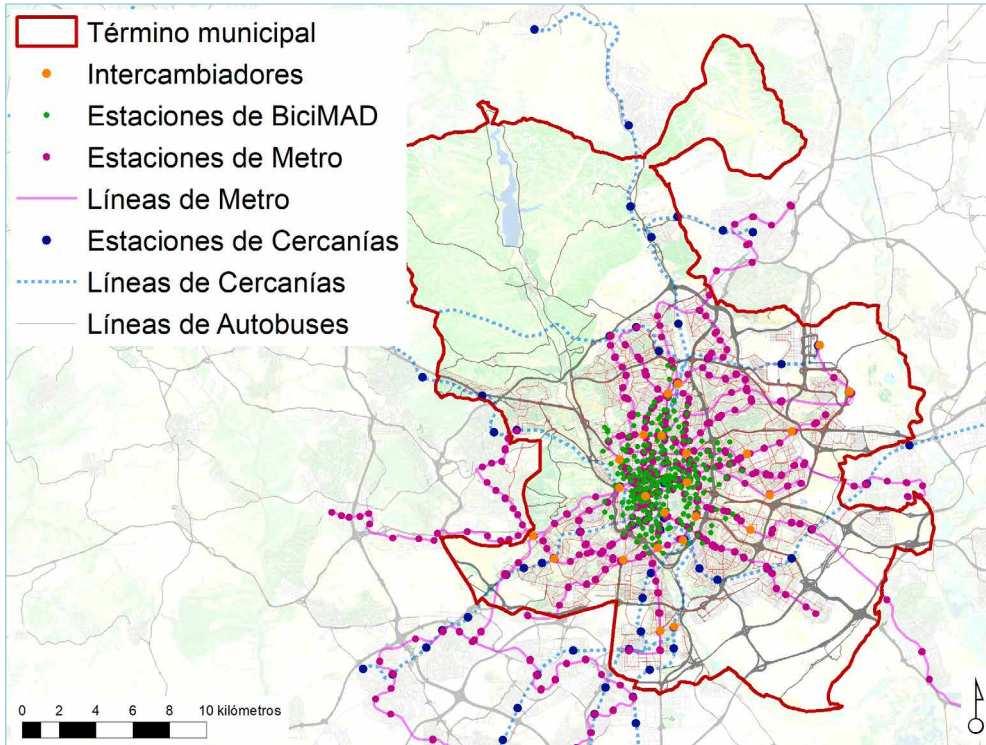 Término municipal
Intercambiadores
Estaciones de BiciMAD
Estaciones de Metro
Líneas de Metro
Estaciones de Cercanías
Líneas de Cercanías
Líneas de Autobuses
0 2 4 6 8 10 kilómetros